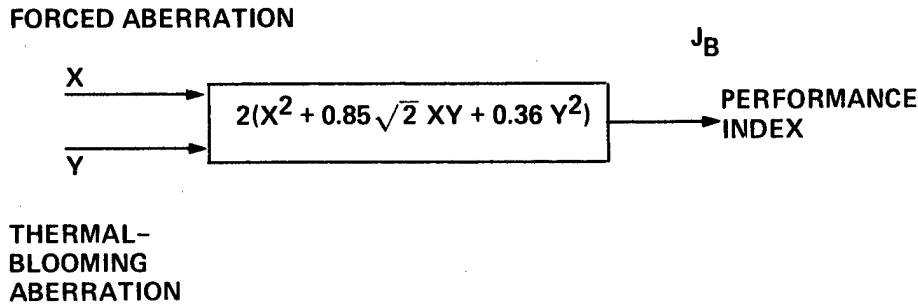 FORCED ABERRATION
J_B
X
2(X² + 0.85 √2 XY + 0.36 Y²)
PERFORMANCE
INDEX
Y
THERMAL–
BLOOMING
ABERRATION